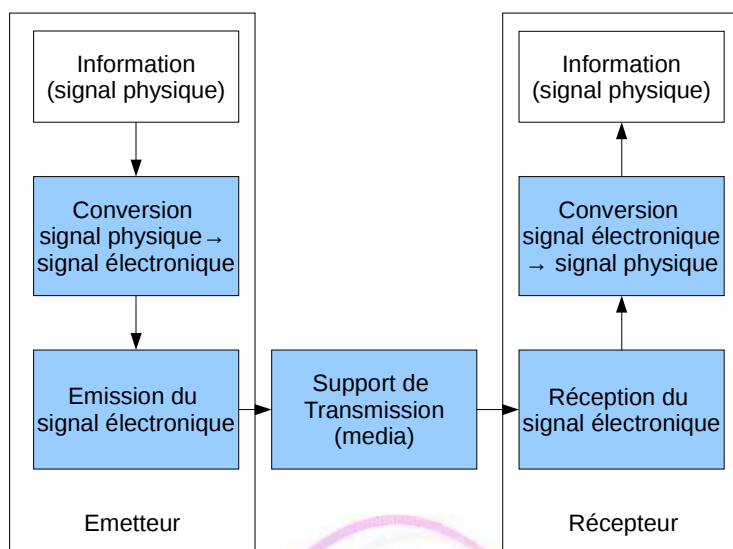 Information
(signal physique)
Conversion
signal physique→
signal électronique
Emission du
signal électronique
Emetteur
Support de
Transmission
(media)
Information
(signal physique)
Conversion
signal électronique
→ signal physique
Réception du
signal électronique
Récepteur